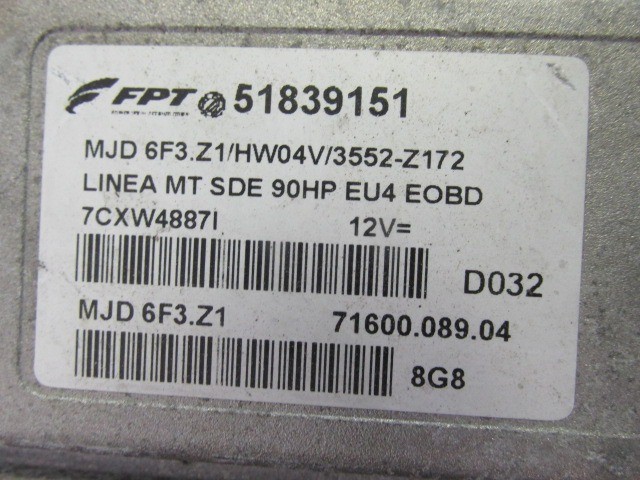 FPT 51839151
MJD 6F3.Z1/HW04V/3552-Z172
LINEA MT SDE 90HP EU4 EOBD
7CXW4887I 12V=
D032
MJD 6F3.Z1 71600.089.04
8G8